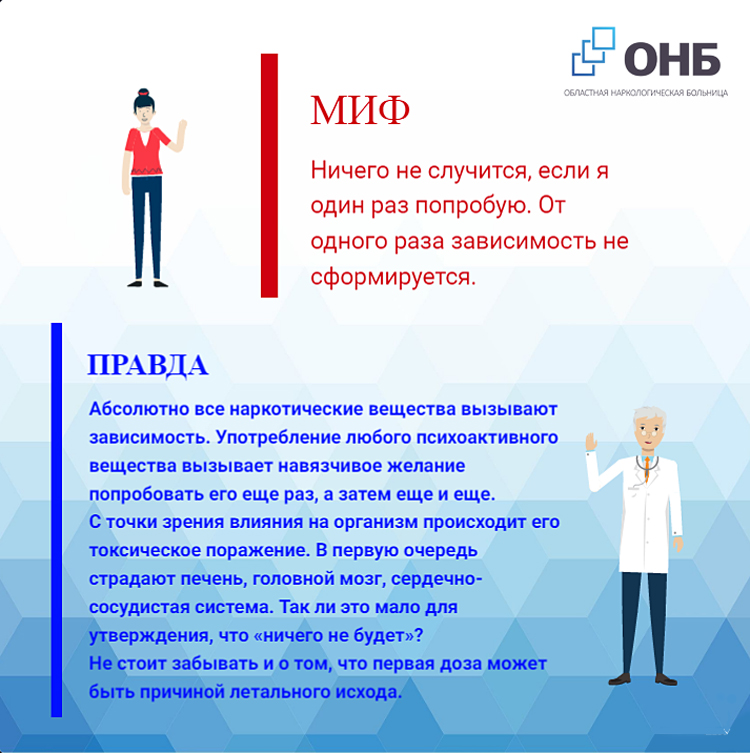 ОНБ
ОБЛАСТНАЯ НАРКОЛОГИЧЕСКАЯ БОЛЬНИЦА
МИФ
Ничего не случится, если я
один раз попробую. От
одного раза зависимость не
сформируется.
ПРАВДА
Абсолютно все наркотические вещества вызывают
зависимость. Употребление любого психоактивного
вещества вызывает навязчивое желание
попробовать его еще раз, а затем еще и еще.
С точки зрения влияния на организм происходит его
токсическое поражение. В первую очередь
страдают печень, головной мозг, сердечно-
сосудистая система. Так ли это мало для
утверждения, что «ничего не будет»?
Не стоит забывать и о том, что первая доза может
быть причиной летального исхода.